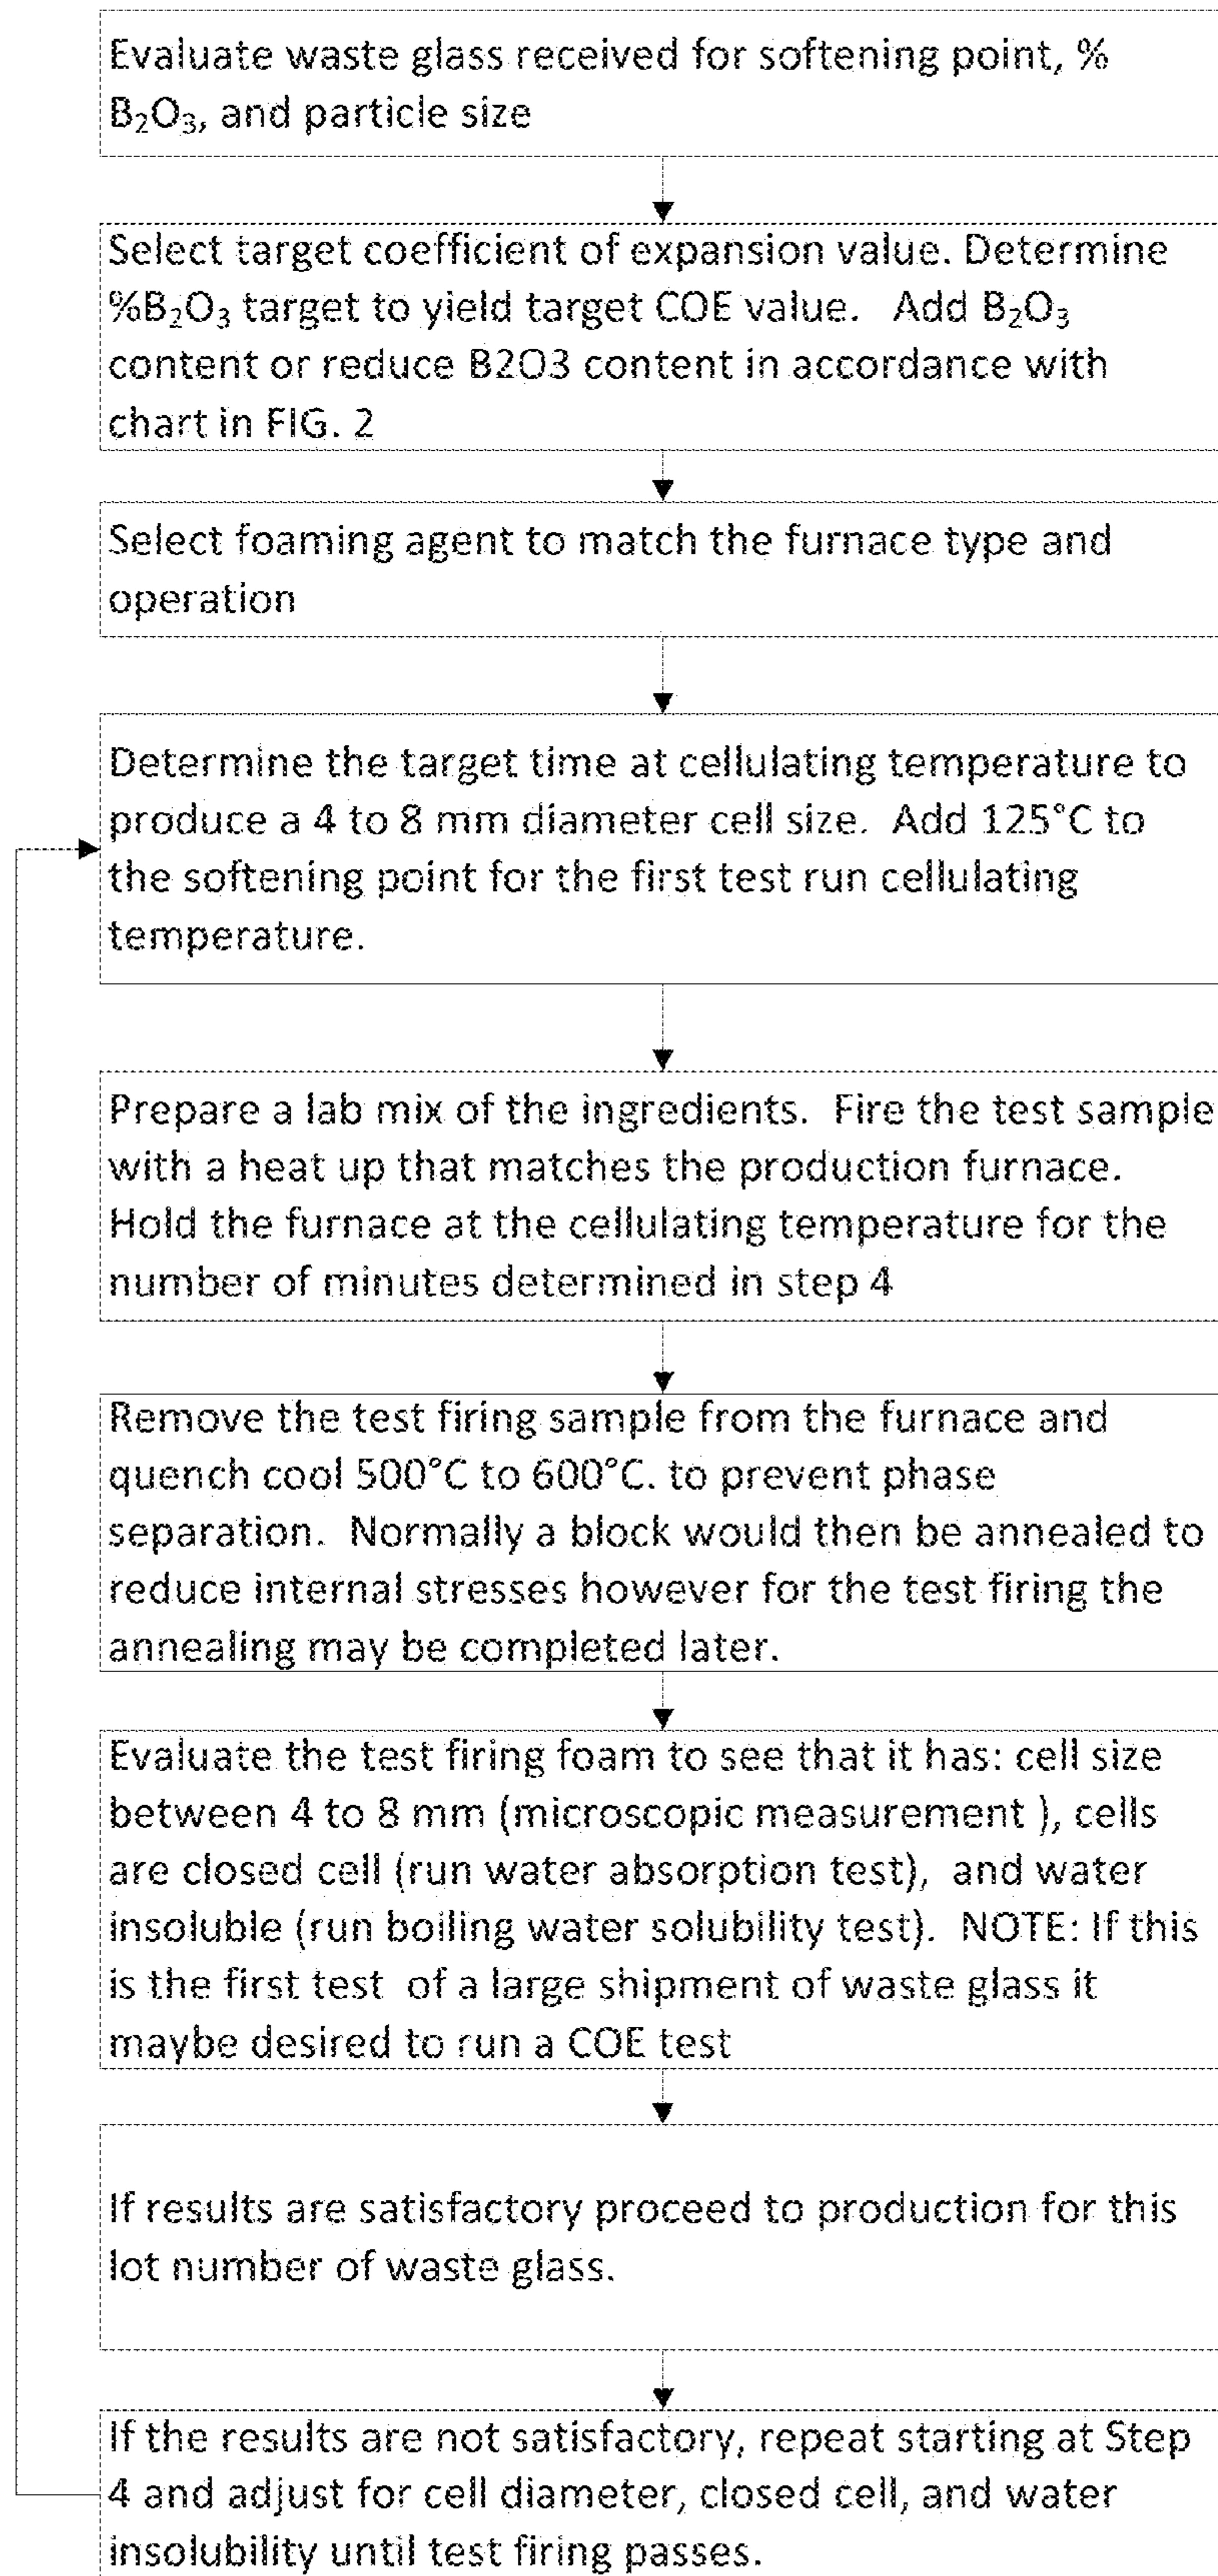 Evaluate waste glass received for softening point, %
B₂O₃, and particle size
Select target coefficient of expansion value. Determine
%B₂O₃ target to yield target COE value. Add B₂O₃
content or reduce B2O3 content in accordance with
chart in FIG. 2
Select foaming agent to match the furnace type and
operation
Determine the target time at cellulating temperature to
produce a 4 to 8 mm diameter cell size. Add 125°C to
the softening point for the first test run cellulating
temperature.
Prepare a lab mix of the ingredients. Fire the test sample
with a heat up that matches the production furnace.
Hold the furnace at the cellulating temperature for the
number of minutes determined in step 4
Remove the test firing sample from the furnace and
quench cool 500°C to 600°C. to prevent phase
separation. Normally a block would then be annealed to
reduce internal stresses however for the test firing the
annealing may be completed later.
Evaluate the test firing foam to see that it has: cell size
between 4 to 8 mm (microscopic measurement ), cells
are closed cell (run water absorption test), and water
insoluble (run boiling water solubility test). NOTE: If this
is the first test of a large shipment of waste glass it
maybe desired to run a COE test
If results are satisfactory proceed to production for this
lot number of waste glass.
If the results are not satisfactory, repeat starting at Step
4 and adjust for cell diameter, closed cell, and water
insolubility until test firing passes.